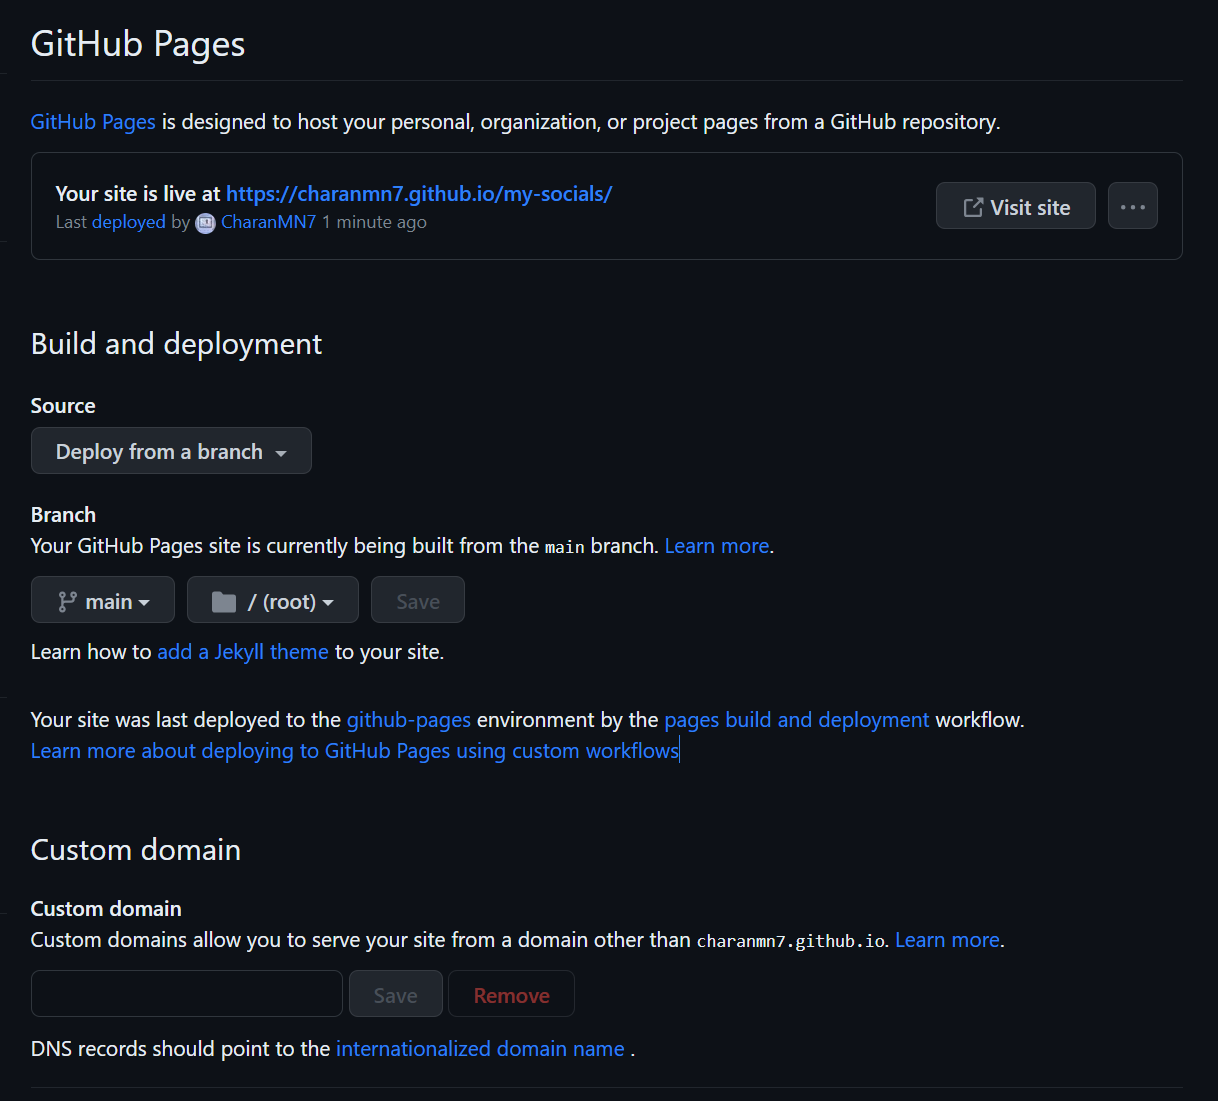 GitHub Pages
GitHub Pages is designed to host your personal, organization, or project pages from a GitHub repository.
Your site is live at https://charanmn7.github.io/my-socials/
Last deployed by CharanMN7 1 minute ago
Visit site
Build and deployment
Source
Deploy from a branch
Branch
Your GitHub Pages site is currently being built from the main branch. Learn more.
main
/ (root)
Save
Learn how to add a Jekyll theme to your site.
Your site was last deployed to the github-pages environment by the pages build and deployment workflow.
Learn more about deploying to GitHub Pages using custom workflows
Custom domain
Custom domain
Custom domains allow you to serve your site from a domain other than charanmn7.github.io. Learn more.
Save
Remove
DNS records should point to the internationalized domain name .